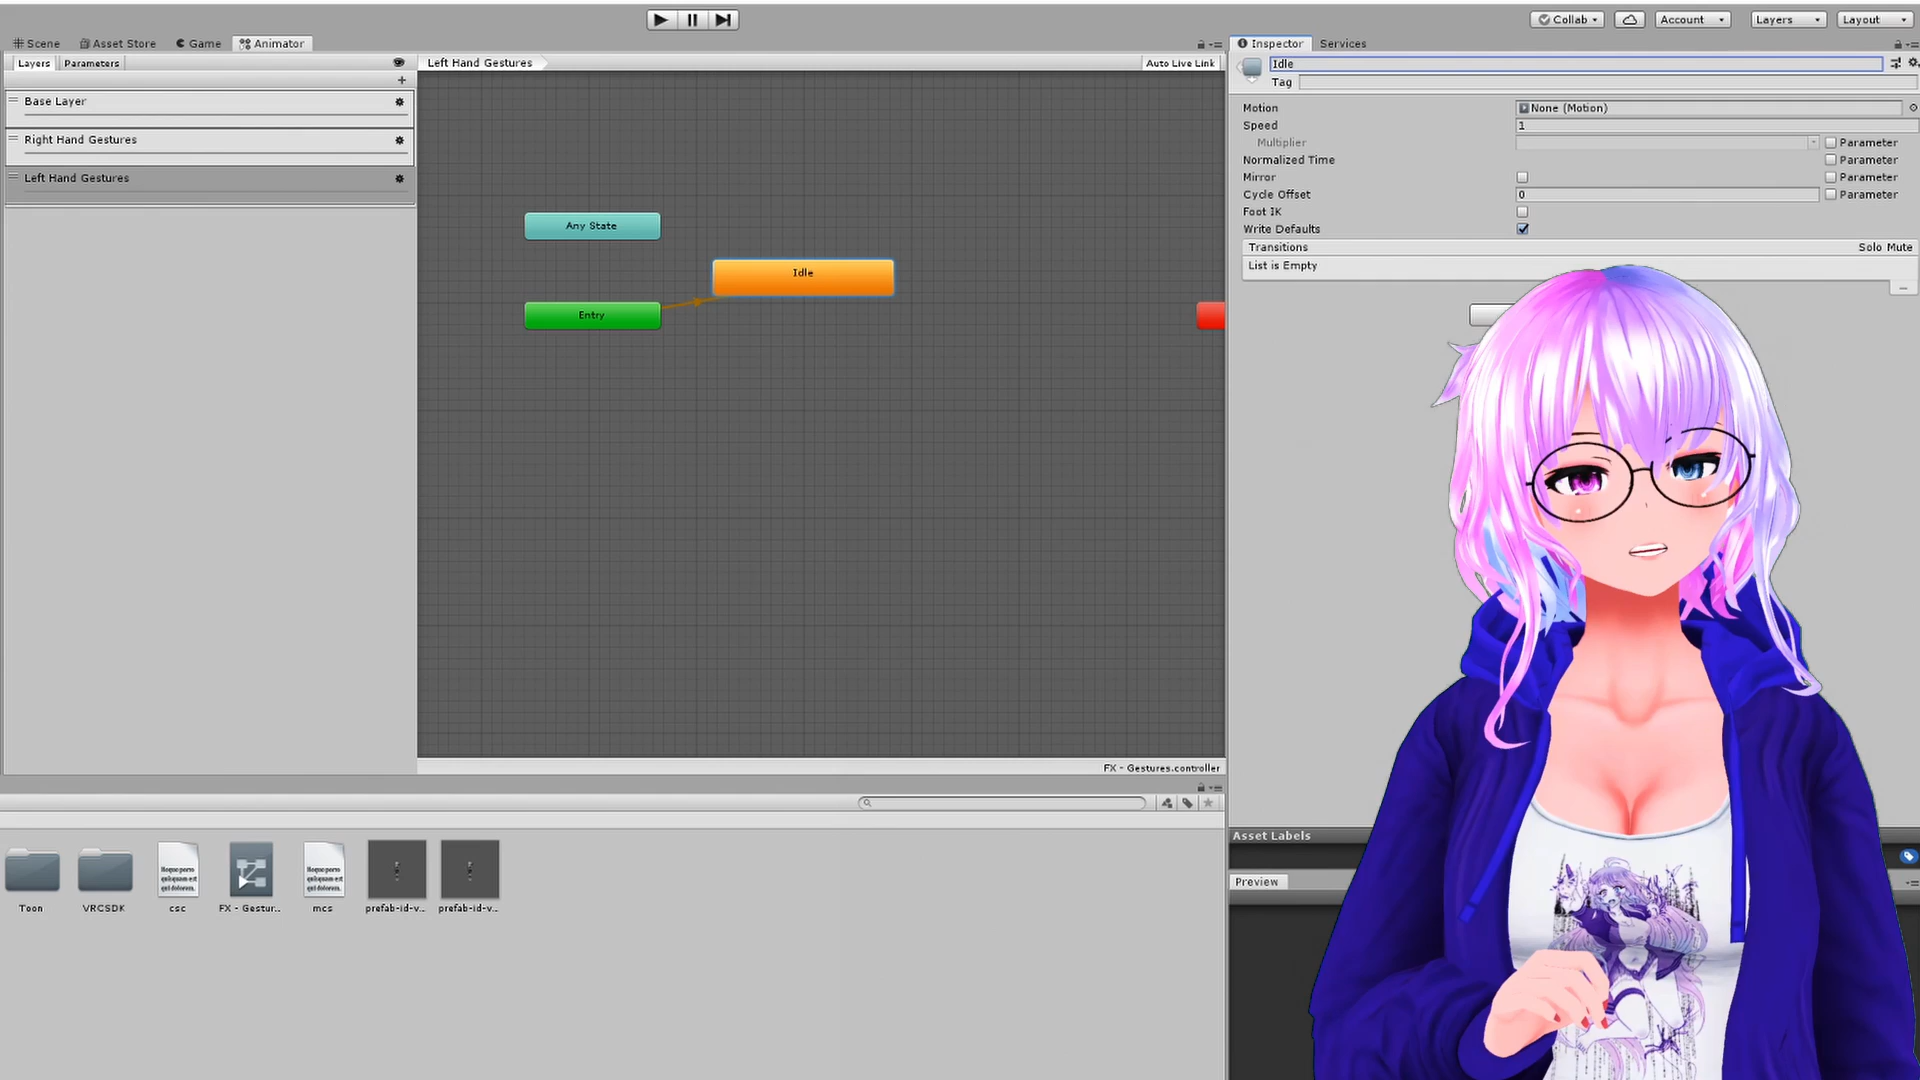 Collab
Account
Layers
Layout
Scene
Asset Store
Game
Animator
Inspector
Services
Layers
Parameters
Left Hand Gestures
Auto Live Link
Idle
Tag
Base Layer
Right Hand Gestures
Left Hand Gestures
Any State
Idle
Entry
Motion
None (Motion)
Speed
1
Multiplier
Parameter
Normalized Time
Parameter
Mirror
Parameter
Cycle Offset
0
Parameter
Foot IK
Write Defaults
Transitions
Solo Mute
List is Empty
FX - Gestures.controller
Asset Labels
Preview
Toon
VRCSDK
csc
FX - Gestur...
mcs
prefab-id-v...
prefab-id-v...